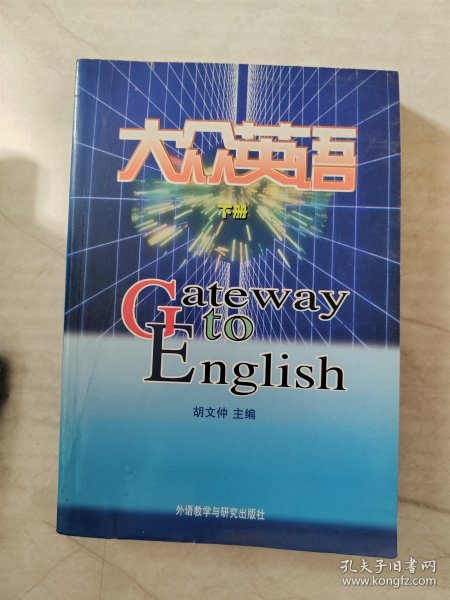 大众英语
下册
Gateway
to
English
胡文仲 主编
外语教学与研究出版社
孔夫子旧书网
www.kongfz.com